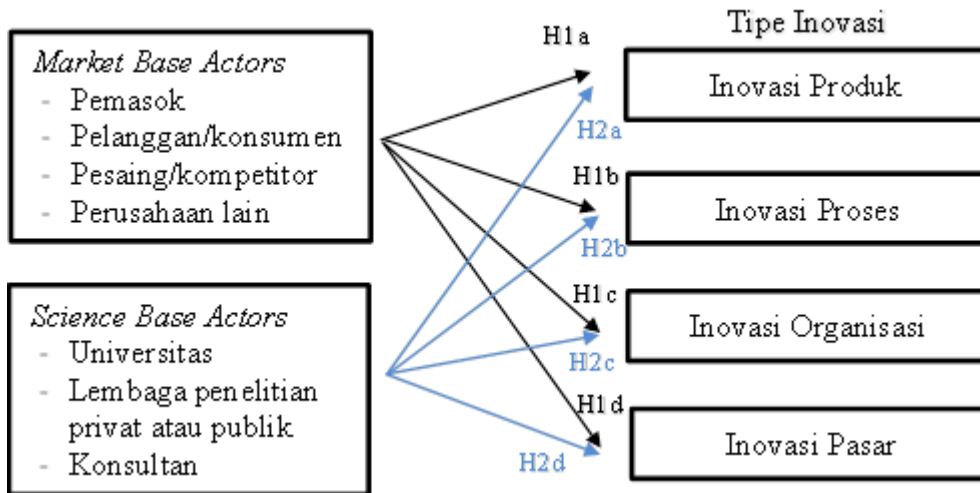 Market Base Actors
- Pemasok
- Pelanggan/konsumen
- Pesaing/kompetitor
- Perusahaan lain
Science Base Actors
- Universitas
- Lembaga penelitian
privat atau publik
- Konsultan
H1a
H2a
H1b
H2b
H1c
H2c
H1d
H2d
Tipe Inovasi
Inovasi Produk
Inovasi Proses
Inovasi Organisasi
Inovasi Pasar